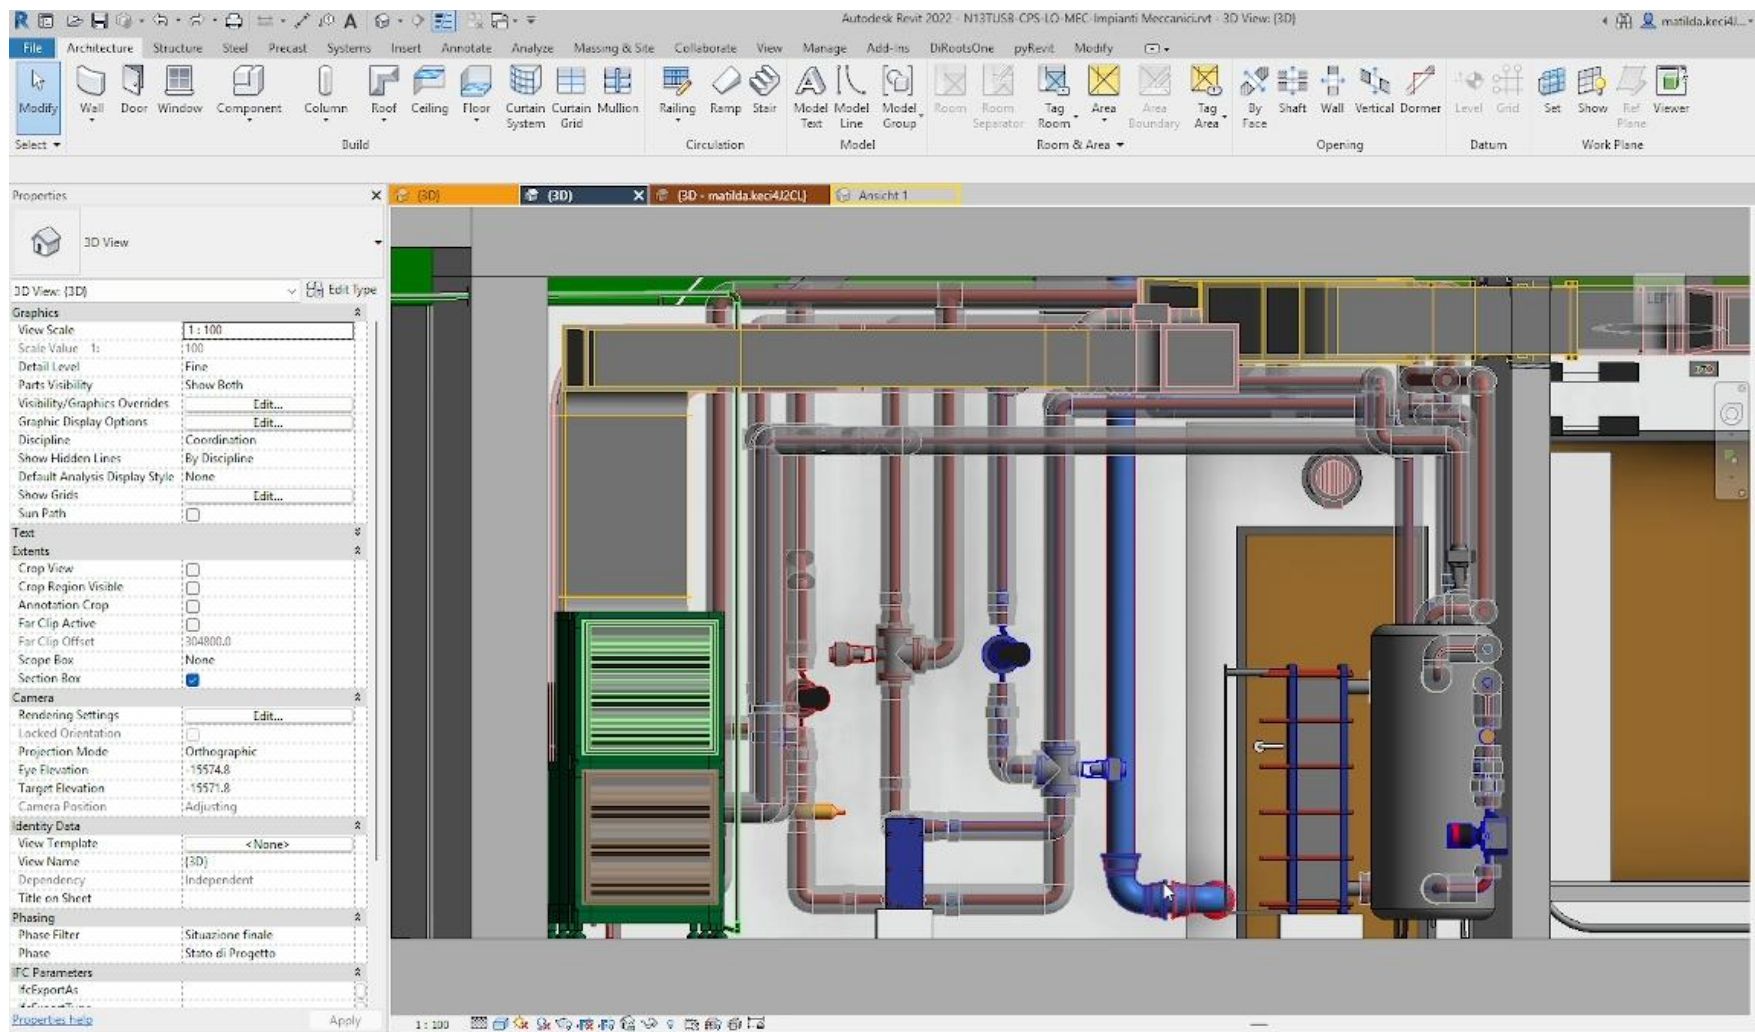 Autodesk Revit 2022 - N13TUSB-CPS-LO-MEC-Impianti Meccanici.rvt - 3D View: {3D}
matilda.keci4J...
File Architecture Structure Steel Precast Systems Insert Annotate Analyze Massing & Site Collaborate View Manage Add-Ins DiRootsOne pyRevit Modify
Modify Wall Door Window Component Column Roof Ceiling Floor Curtain System Curtain Grid Mullion Railing Ramp Stair Model Text Model Line Model Group Room Room Separator Tag Room Area Area Boundary Tag Area By Face Shaft Wall Vertical Dormer Level Grid Set Show Ref Plane Viewer
Select Build Circulation Model Room & Area Opening Datum Work Plane
Properties
{3D} {3D} {3D - matilda.keci4J2CL} Ansicht 1
3D View
3D View: {3D} Edit Type
Graphics
View Scale 1 : 100
Scale Value 1: 100
Detail Level Fine
Parts Visibility Show Both
Visibility/Graphics Overrides Edit...
Graphic Display Options Edit...
Discipline Coordination
Show Hidden Lines By Discipline
Default Analysis Display Style None
Show Grids Edit...
Sun Path
Text
Extents
Crop View
Crop Region Visible
Annotation Crop
Far Clip Active
Far Clip Offset 304800.0
Scope Box None
Section Box
Camera
Rendering Settings Edit...
Locked Orientation
Projection Mode Orthographic
Eye Elevation -15574.8
Target Elevation -15571.8
Camera Position Adjusting
Identity Data
View Template <None>
View Name {3D}
Dependency Independent
Title on Sheet
Phasing
Phase Filter Situazione finale
Phase Stato di Progetto
IFC Parameters
IfcExportAs
Properties help Apply
LEFT
1 : 100